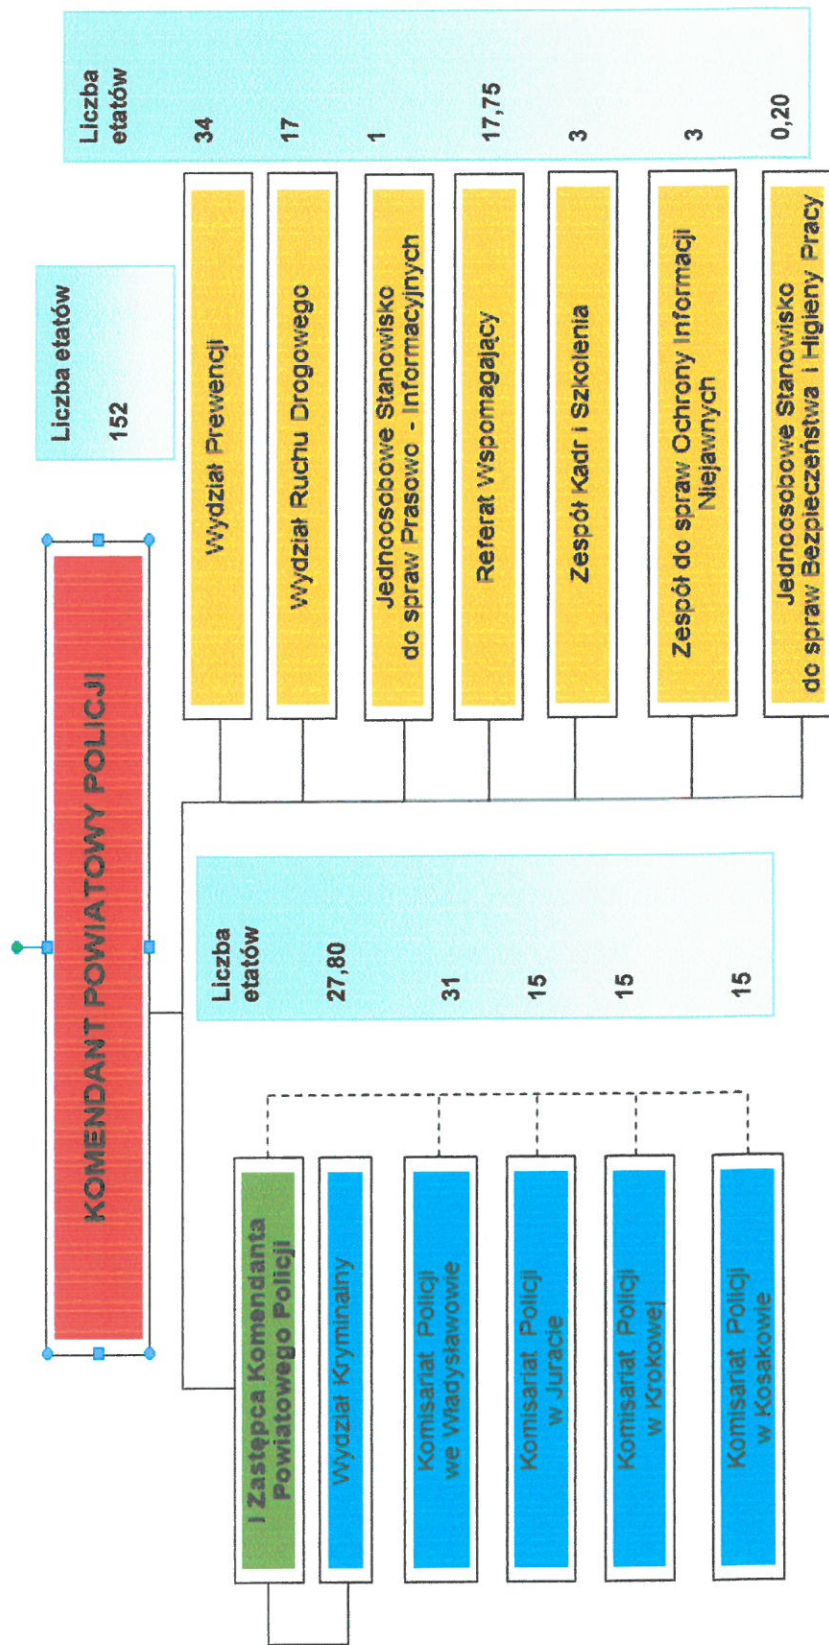 KOMENDANT POWIATOWY POLICJI
Liczba etatów
152
I Zastępca Komendanta
Powiatowego Policji
Wydział Kryminalny
Komisariat Policji
we Władysławowie
Komisariat Policji
w Juracie
Komisariat Policji
w Krokowej
Komisariat Policji
w Kosakowie
Liczba
etatów
27,80
31
15
15
15
Wydział Prewencji
Wydział Ruchu Drogowego
Jednoosobowe Stanowisko
do spraw Prasowo - Informacyjnych
Referat Wspomagający
Zespół Kadr i Szkolenia
Zespół do spraw Ochrony Informacji
Niejawnych
Jednoosobowe Stanowisko
do spraw Bezpieczeństwa i Higieny Pracy
Liczba
etatów
34
17
1
17,75
3
3
0,20